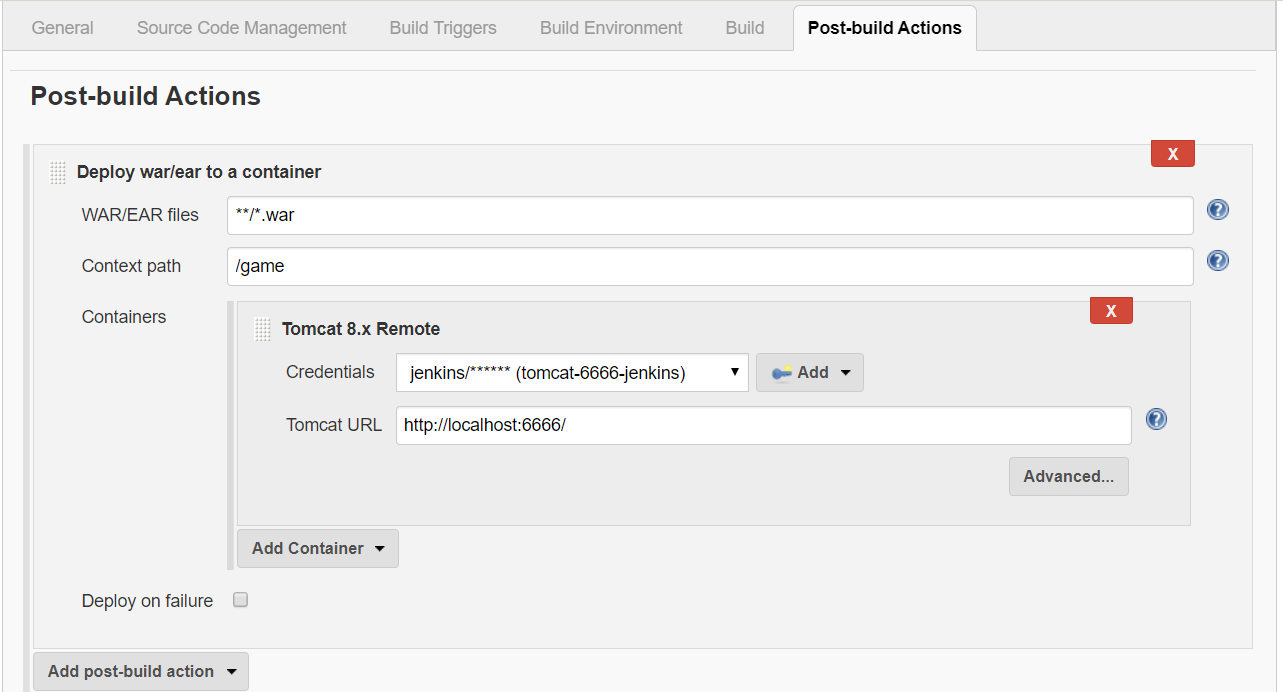 General Source Code Management Build Triggers Build Environment Build Post-build Actions
Post-build Actions
X
Deploy war/ear to a container
WAR/EAR files **/*.war ?
Context path /game ?
Containers
X
Tomcat 8.x Remote
Credentials jenkins/****** (tomcat-6666-jenkins) Add
Tomcat URL http://localhost:6666/ ?
Advanced...
Add Container
Deploy on failure
Add post-build action